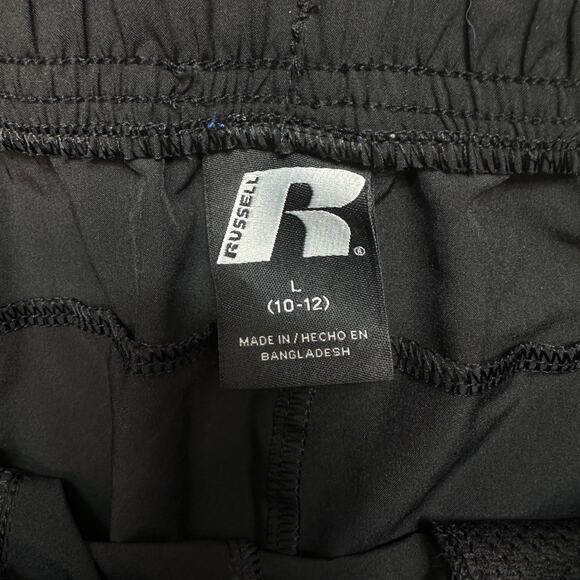 RUSSELL
R ®
L
(10-12)
MADE IN / HECHO EN
BANGLADESH